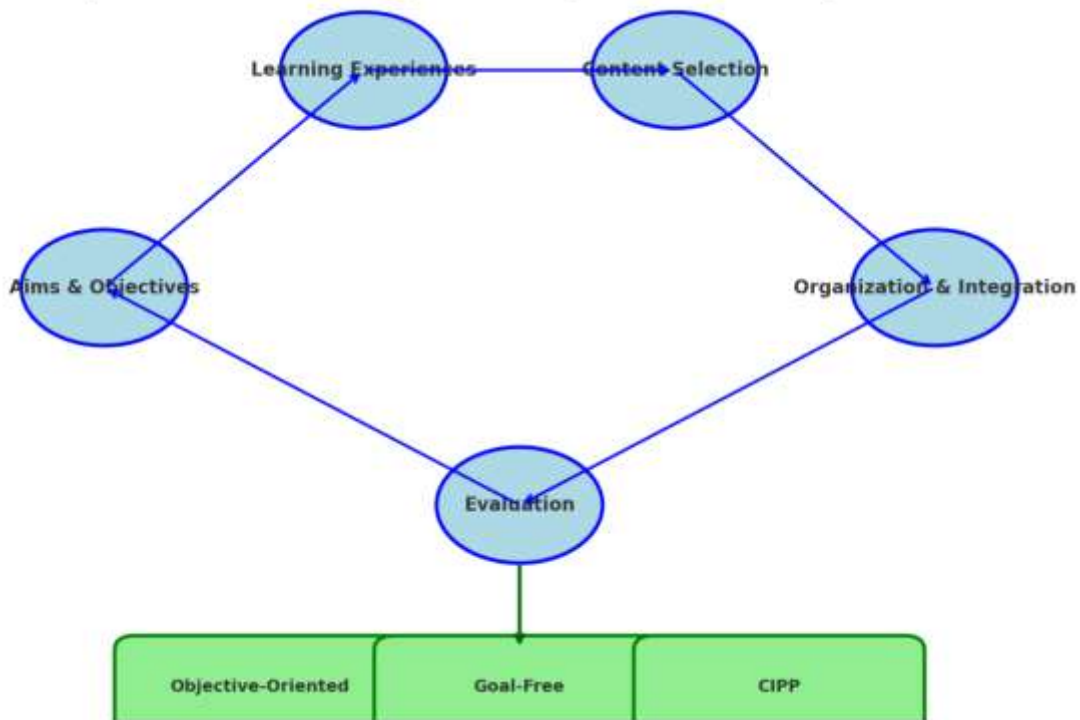 Learning Experiences
Content Selection
Aims & Objectives
Organization & Integration
Evaluation
Objective-Oriented
Goal-Free
CIPP